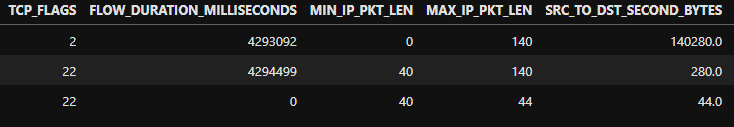 TCP_FLAGS FLOW_DURATION_MILLISECONDS MIN_IP_PKT_LEN MAX_IP_PKT_LEN SRC_TO_DST_SECOND_BYTES
2 4293092 0 140 140280.0
22 4294499 40 140 280.0
22 0 40 44 44.0